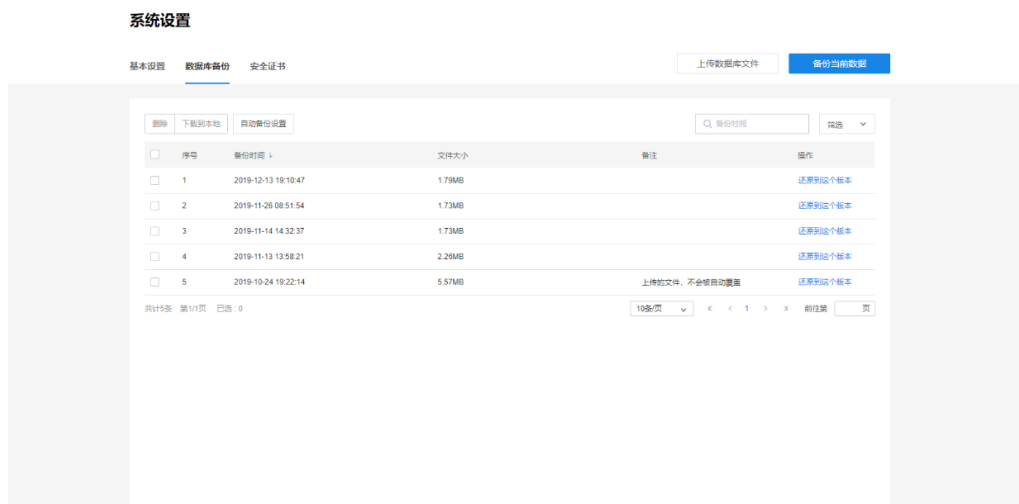 系统设置
基本设置 数据库备份 安全证书 上传数据库文件 备份当前数据
删除 下载到本地 自动备份设置 备份时间 筛选
序号 备份时间 文件大小 备注 操作
1 2019-12-13 19:10:47 1.79MB 还原到这个版本
2 2019-11-26 08:51:54 1.73MB 还原到这个版本
3 2019-11-14 14:32:37 1.73MB 还原到这个版本
4 2019-11-13 13:58:21 2.26MB 还原到这个版本
5 2019-10-24 19:22:14 5.57MB 上传的文件，不会被自动覆盖 还原到这个版本
共计5条 第1/1页 已选：0 10条/页 « < 1 > » 前往第 页